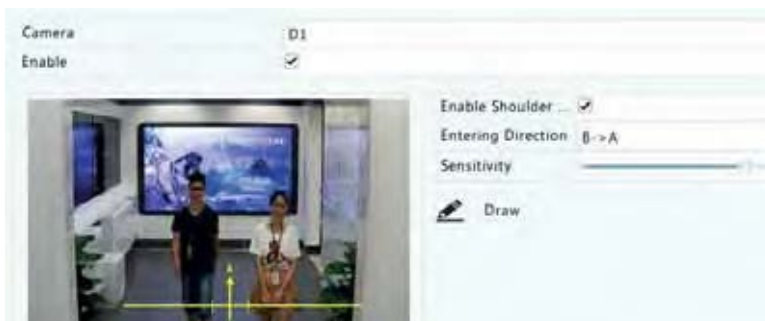 Camera D1
Enable
Enable Shoulder ...
Entering Direction B->A
Sensitivity
Draw
A